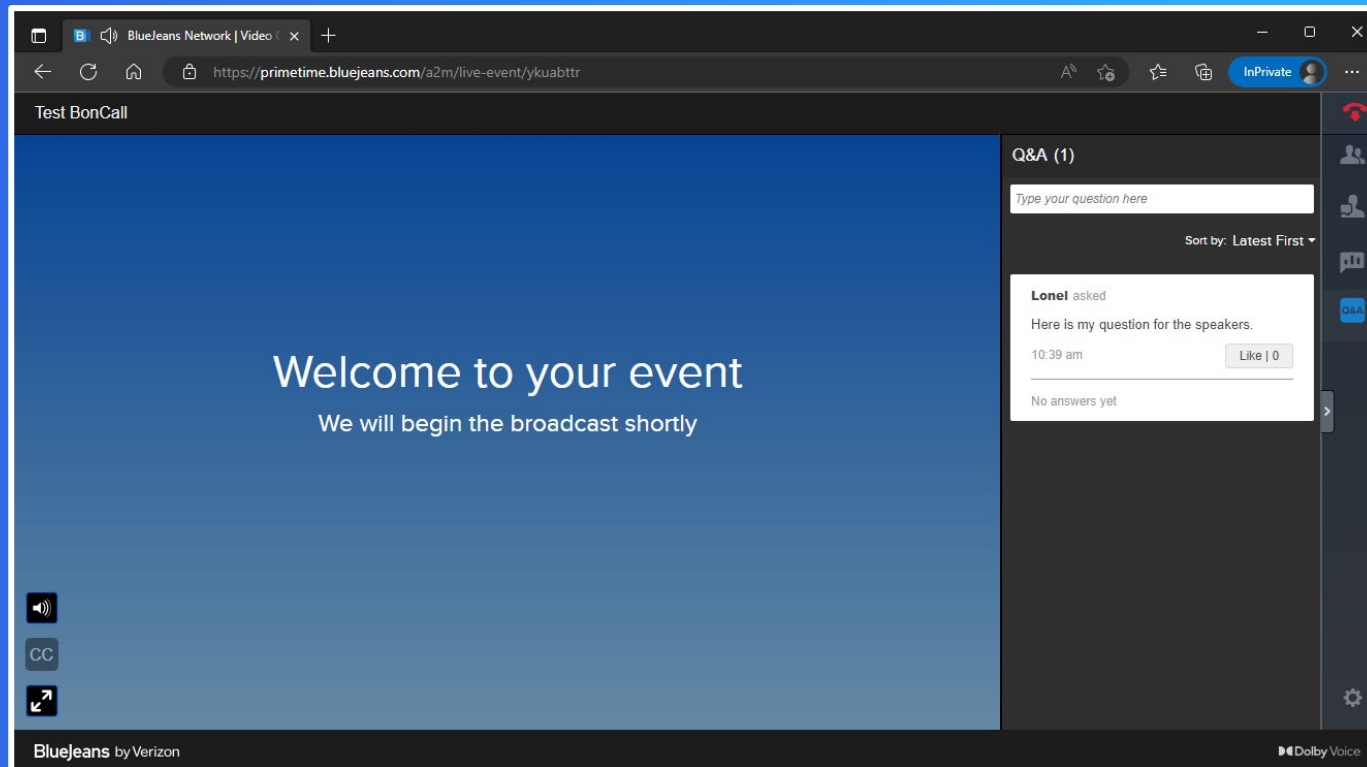 BlueJeans Network | Video C
https://primetime.bluejeans.com/a2m/live-event/ykuabttr
InPrivate
Test BonCall
Welcome to your event
We will begin the broadcast shortly
CC
Q&A (1)
Type your question here
Sort by: Latest First
Lonel asked
Here is my question for the speakers.
10:39 am
Like | 0
No answers yet
Q&A
BlueJeans by Verizon
Dolby Voice